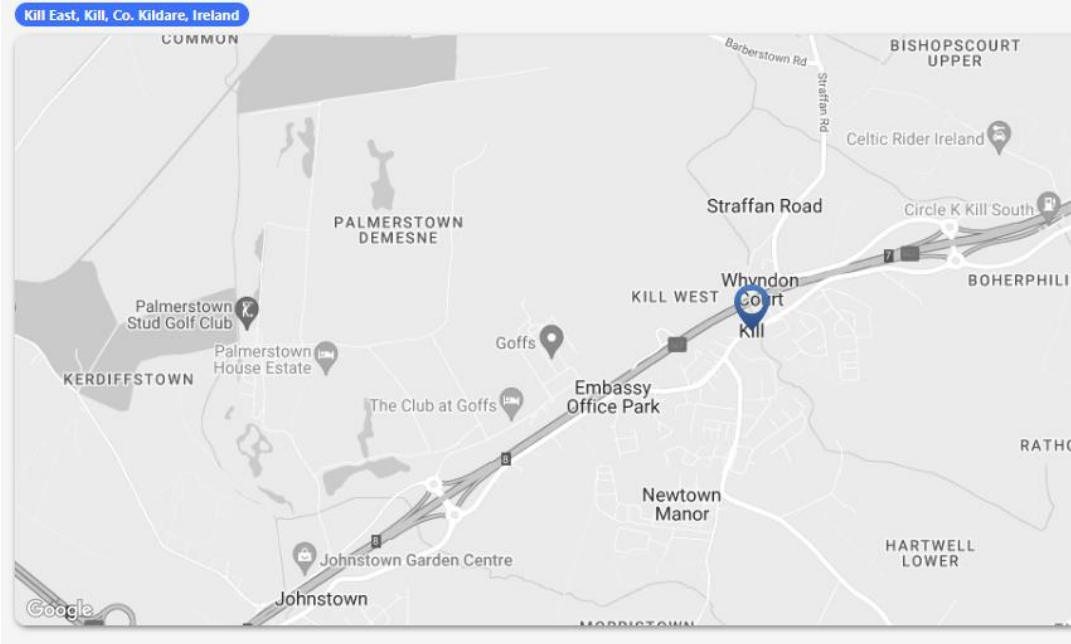 Kill East, Kill, Co. Kildare, Ireland
COMMON
Barberstown Rd
Straffan Rd
BISHOPSCOURT
UPPER
Celtic Rider Ireland
PALMERSTOWN
DEMESNE
Straffan Road
Circle K Kill South
7
BOHERPHILI
Whyndon
Court
KILL WEST
Kill
Palmerstown
Stud Golf Club
Goffs
Palmerstown
House Estate
KERDIFFSTOWN
The Club at Goffs
Embassy
Office Park
RATHC
8
Newtown
Manor
8
HARTWELL
LOWER
Johnstown Garden Centre
Johnstown
Google
MORRISTOWN